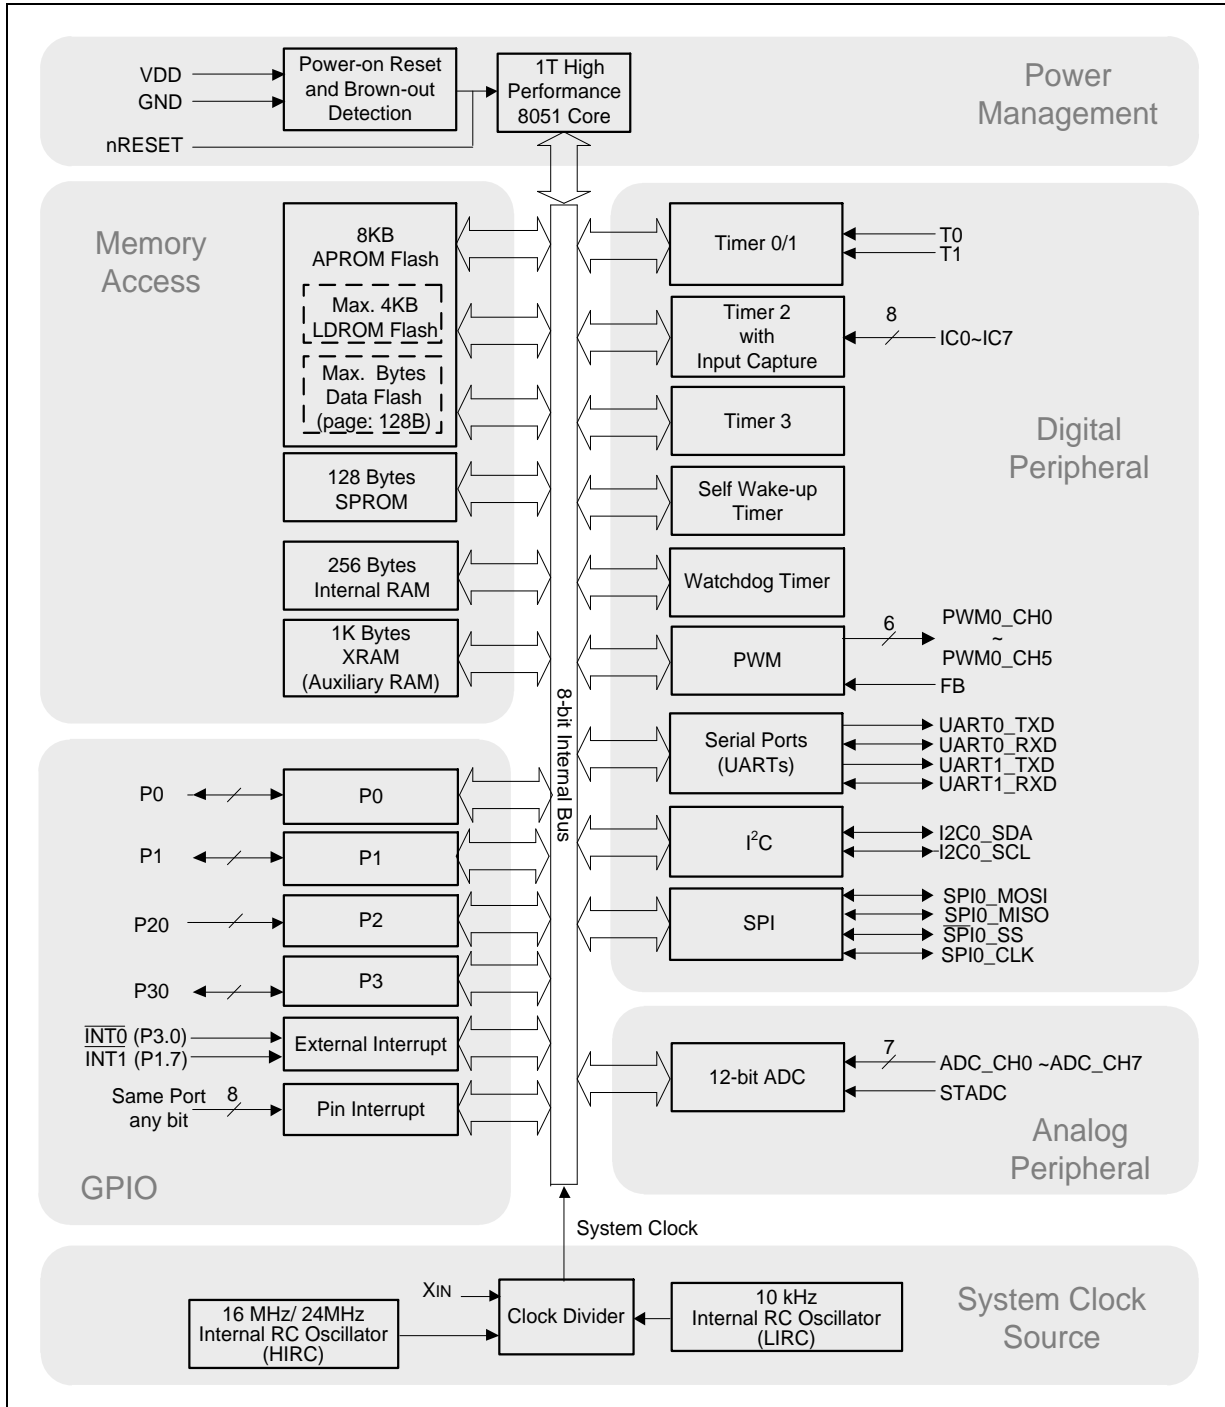 VDD
GND
nRESET
Power-on Reset
and Brown-out
Detection
1T High
Performance
8051 Core
Power
Management
Memory
Access
8KB
APROM Flash
Max. 4KB
LDROM Flash
Max. Bytes
Data Flash
(page: 128B)
128 Bytes
SPROM
256 Bytes
Internal RAM
1K Bytes
XRAM
(Auxiliary RAM)
8-bit Internal Bus
Timer 0/1
T0
T1
Timer 2
with
Input Capture
8
IC0~IC7
Timer 3
Self Wake-up
Timer
Watchdog Timer
PWM
6
PWM0_CH0
~
PWM0_CH5
FB
Serial Ports
(UARTs)
UART0_TXD
UART0_RXD
UART1_TXD
UART1_RXD
I²C
I2C0_SDA
I2C0_SCL
SPI
SPI0_MOSI
SPI0_MISO
SPI0_SS
SPI0_CLK
Digital
Peripheral
P0
P0
P1
P1
P20
P2
P30
P3
INT0 (P3.0)
INT1 (P1.7)
External Interrupt
Same Port
any bit
8
Pin Interrupt
GPIO
12-bit ADC
7
ADC_CH0 ~ADC_CH7
STADC
Analog
Peripheral
System Clock
XIN
Clock Divider
16 MHz/ 24MHz
Internal RC Oscillator
(HIRC)
10 kHz
Internal RC Oscillator
(LIRC)
System Clock
Source